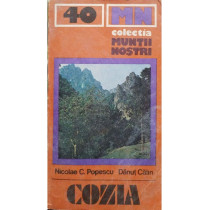 40 MN
colecția
MUNȚII
NOȘTRI
Nicolae C. Popescu Dănuț Călin
COZIA